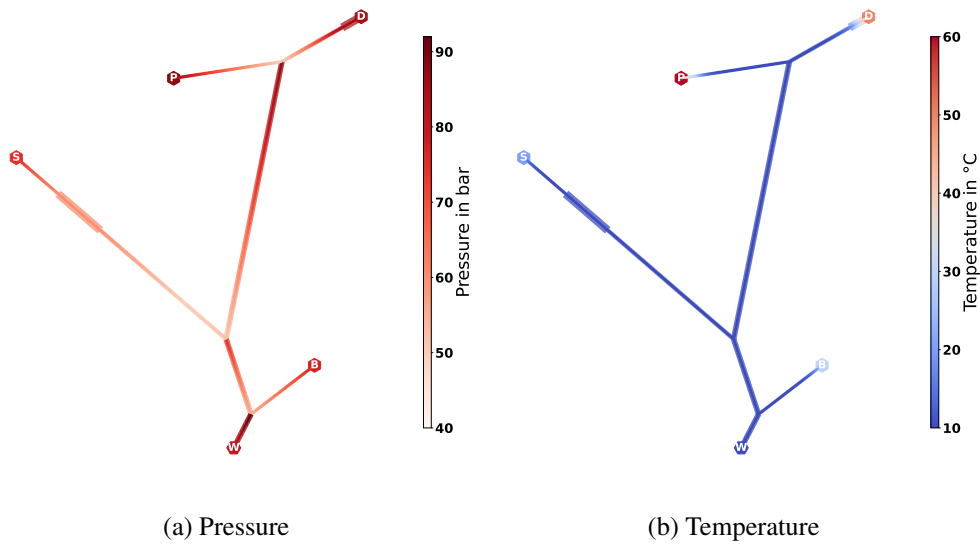 D
P
S
B
W
90
80
70
60
50
40
Pressure in bar
D
P
S
B
W
60
50
40
30
20
10
Temperature in °C
(a) Pressure
(b) Temperature